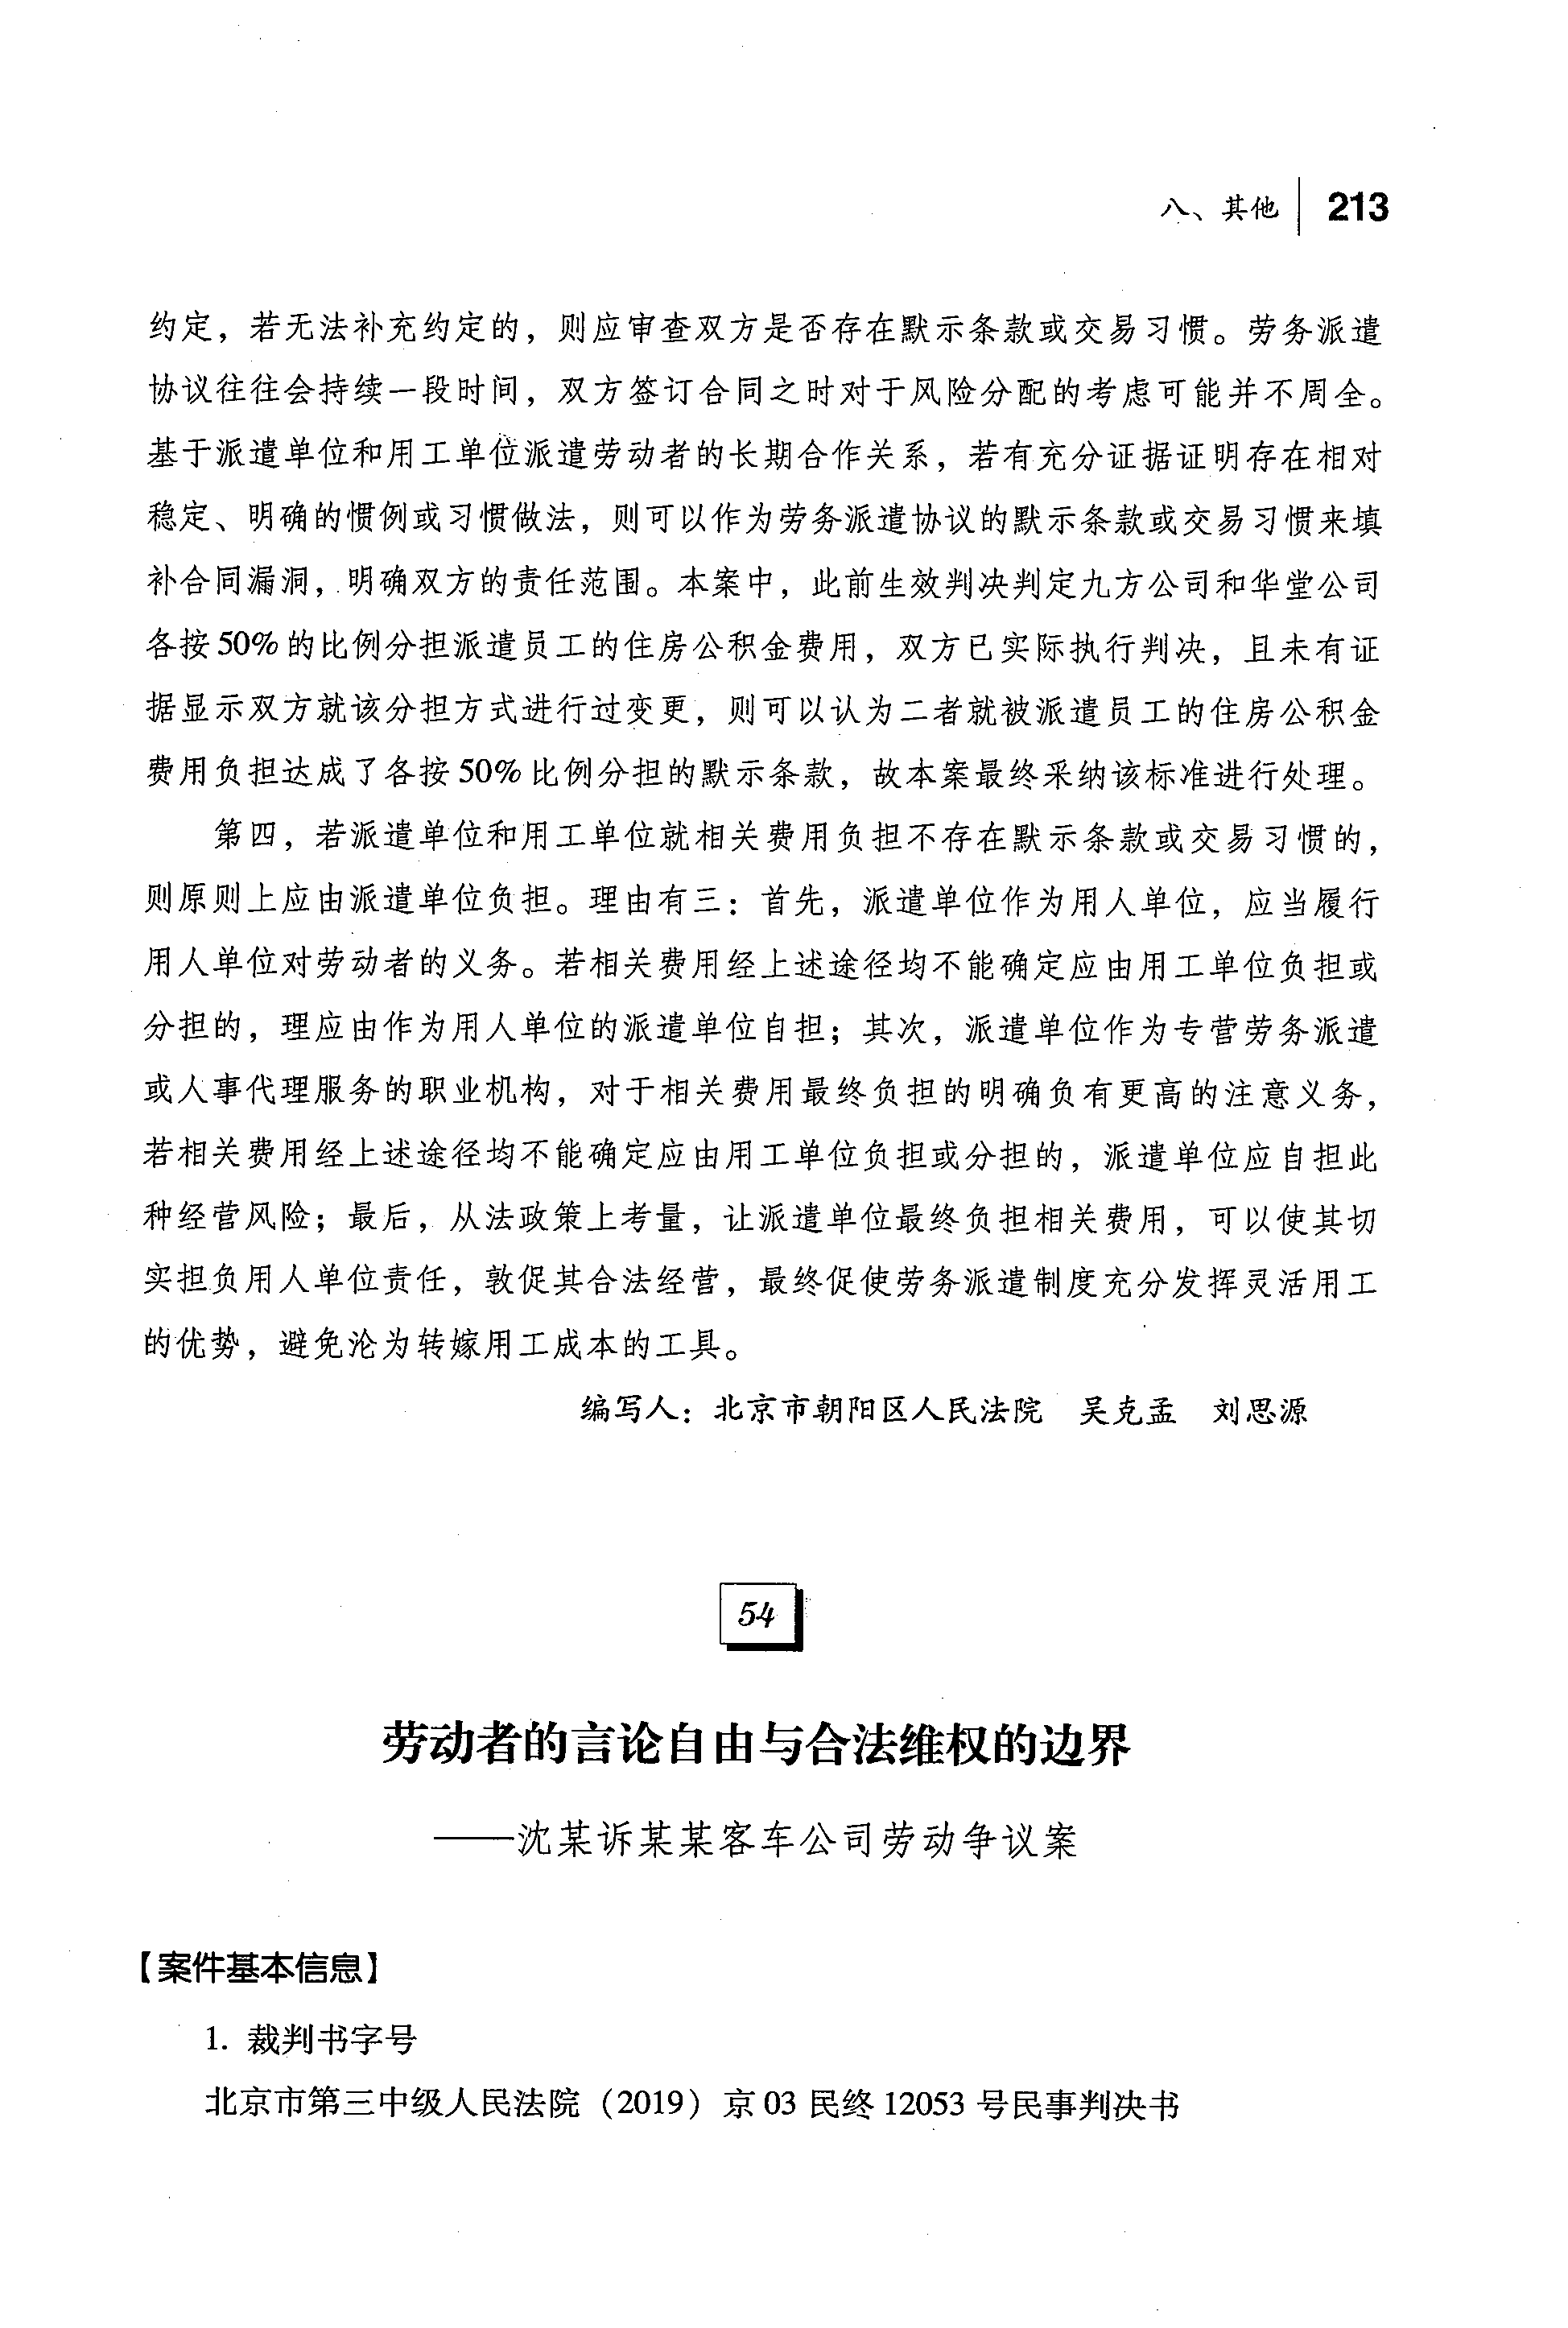 八、其他 213
约定，若无法补充约定的，则应审查双方是否存在默示条款或交易习惯。劳务派遣
协议往往会持续一段时间，双方签订合同之时对于风险分配的考虑可能并不周全。
基于派遣单位和用工单位派遣劳动者的长期合作关系，若有充分证据证明存在相对
稳定、明确的惯例或习惯做法，则可以作为劳务派遣协议的默示条款或交易习惯来填
补合同漏洞，明确双方的责任范围。本案中，此前生效判决判定九方公司和华堂公司
各按50%的比例分担派遣员工的住房公积金费用，双方已实际执行判决，且未有证
据显示双方就该分担方式进行过变更，则可以认为二者就被派遣员工的住房公积金
费用负担达成了各按50%比例分担的默示条款，故本案最终采纳该标准进行处理。
第四，若派遣单位和用工单位就相关费用负担不存在默示条款或交易习惯的，
则原则上应由派遣单位负担。理由有三：首先，派遣单位作为用人单位，应当履行
用人单位对劳动者的义务。若相关费用经上述途径均不能确定应由用工单位负担或
分担的，理应由作为用人单位的派遣单位自担；其次，派遣单位作为专营劳务派遣
或人事代理服务的职业机构，对于相关费用最终负担的明确负有更高的注意义务，
若相关费用经上述途径均不能确定应由用工单位负担或分担的，派遣单位应自担此
种经营风险；最后，从法政策上考量，让派遣单位最终负担相关费用，可以使其切
实担负用人单位责任，敦促其合法经营，最终促使劳务派遣制度充分发挥灵活用工
的优势，避免沦为转嫁用工成本的工具。
编写人：北京市朝阳区人民法院 吴克孟 刘思源
54
劳动者的言论自由与合法维权的边界
——沈某诉某某客车公司劳动争议案
【案件基本信息】
1. 裁判书字号
北京市第三中级人民法院（2019）京03民终12053号民事判决书